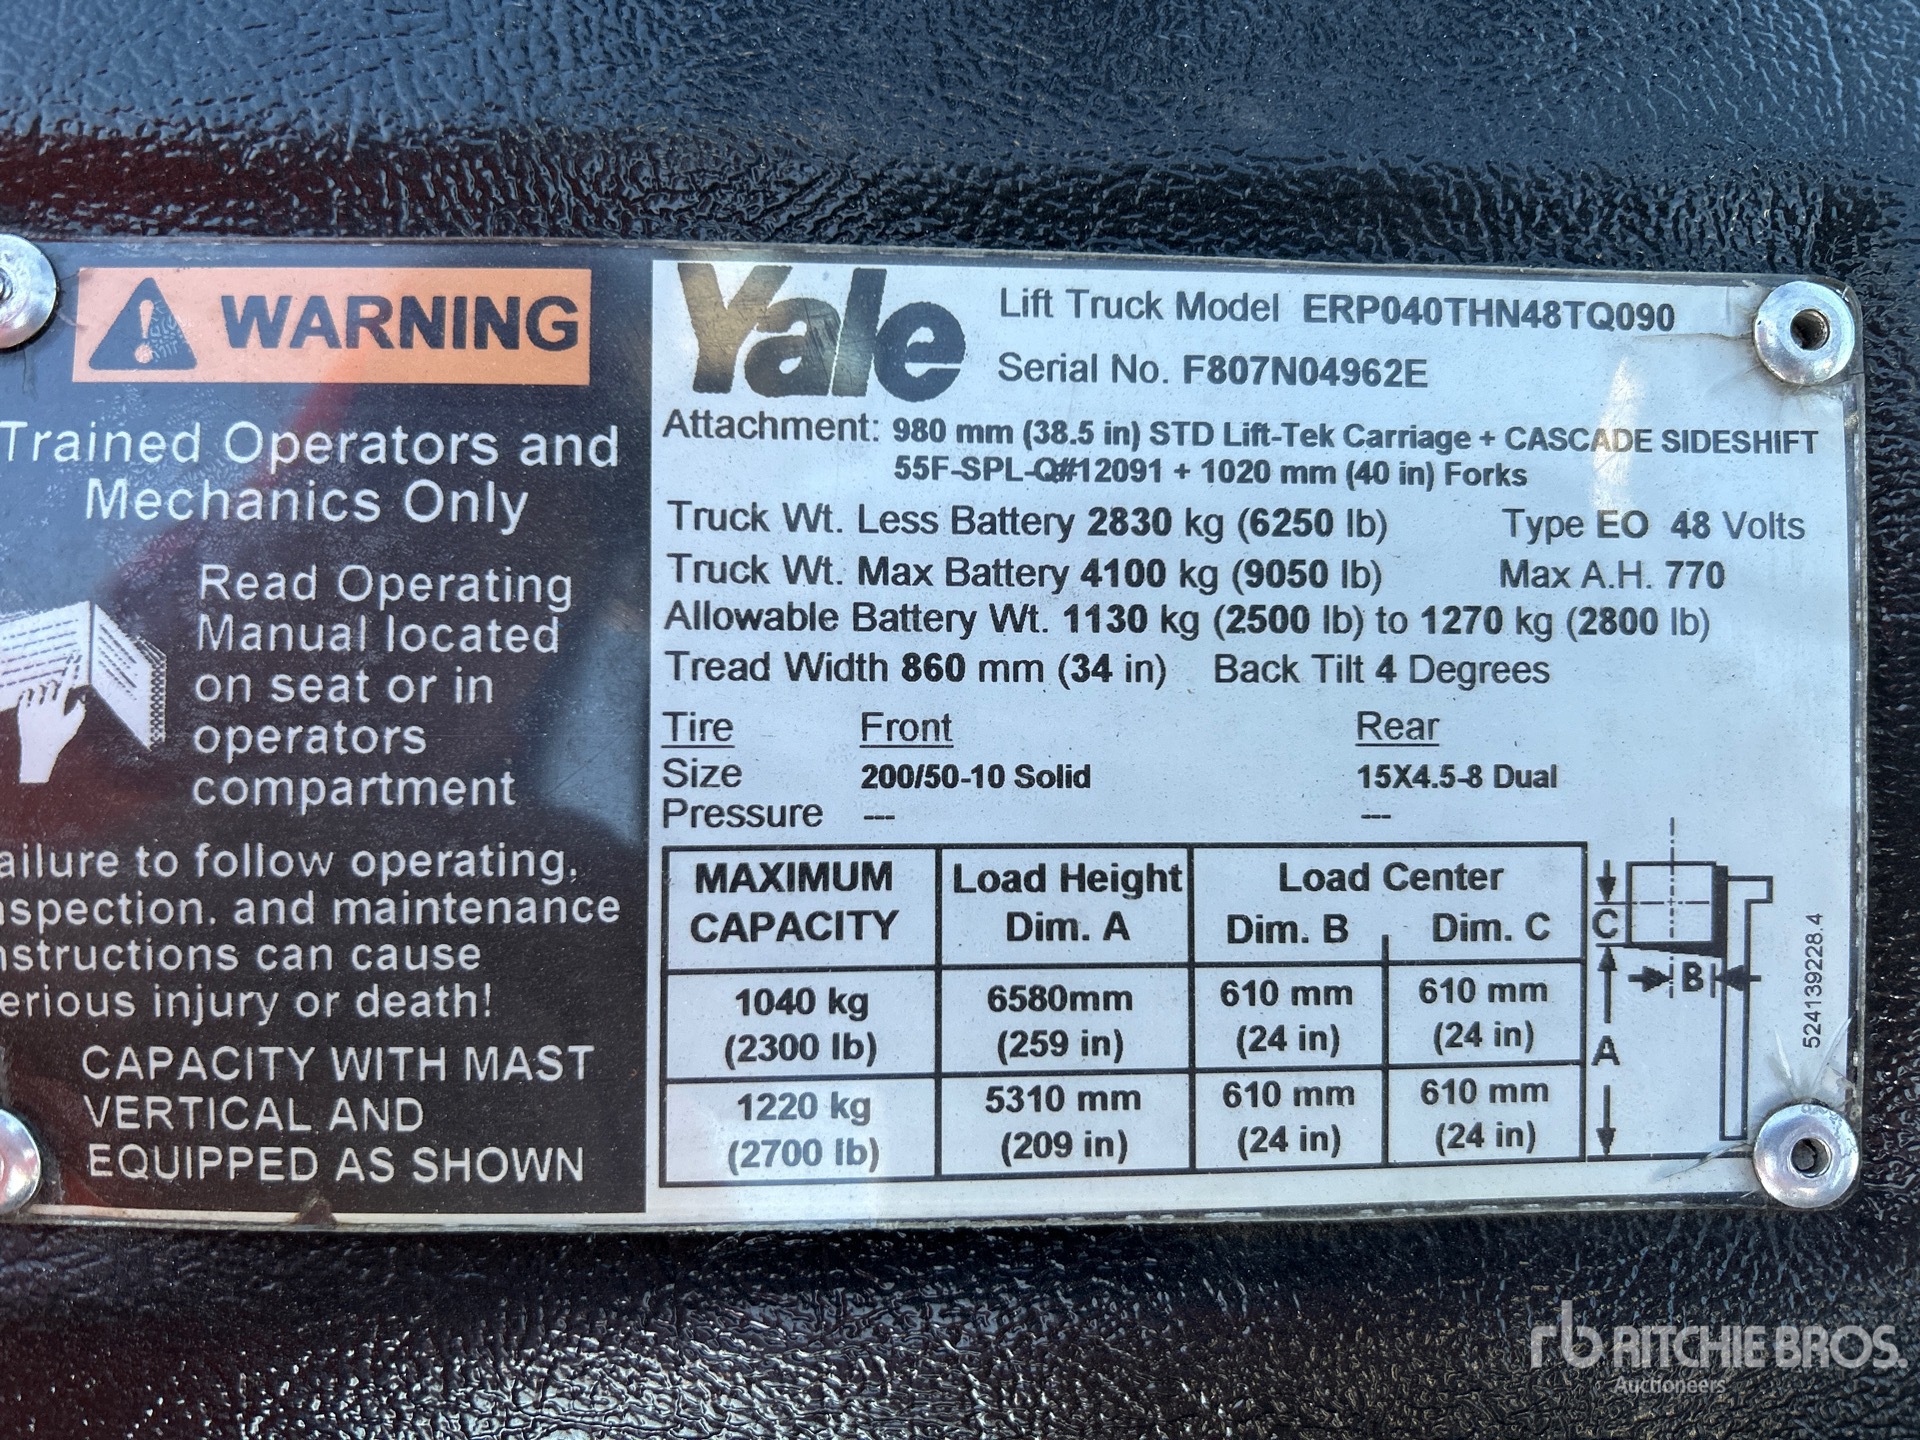 WARNING
Trained Operators and
Mechanics Only
Read Operating
Manual located
on seat or in
operators
compartment
ailure to follow operating,
spection. and maintenance
structions can cause
erious injury or death!
CAPACITY WITH MAST
VERTICAL AND
EQUIPPED AS SHOWN
Yale
Lift Truck Model ERP040THN48TQ090
Serial No. F807N04962E
Attachment: 980 mm (38.5 in) STD Lift-Tek Carriage + CASCADE SIDESHIFT
55F-SPL-Q#12091 + 1020 mm (40 in) Forks
Truck Wt. Less Battery 2830 kg (6250 lb) Type EO 48 Volts
Truck Wt. Max Battery 4100 kg (9050 lb) Max A.H. 770
Allowable Battery Wt. 1130 kg (2500 lb) to 1270 kg (2800 lb)
Tread Width 860 mm (34 in) Back Tilt 4 Degrees
Tire Front Rear
Size 200/50-10 Solid 15X4.5-8 Dual
Pressure --- ---
MAXIMUM Load Height Load Center
CAPACITY Dim. A Dim. B Dim. C
1040 kg 6580mm 610 mm 610 mm
(2300 lb) (259 in) (24 in) (24 in)
1220 kg 5310 mm 610 mm 610 mm
(2700 lb) (209 in) (24 in) (24 in)
C
B
A
524139228.4
rb RITCHIE BROS.
Auctioneers